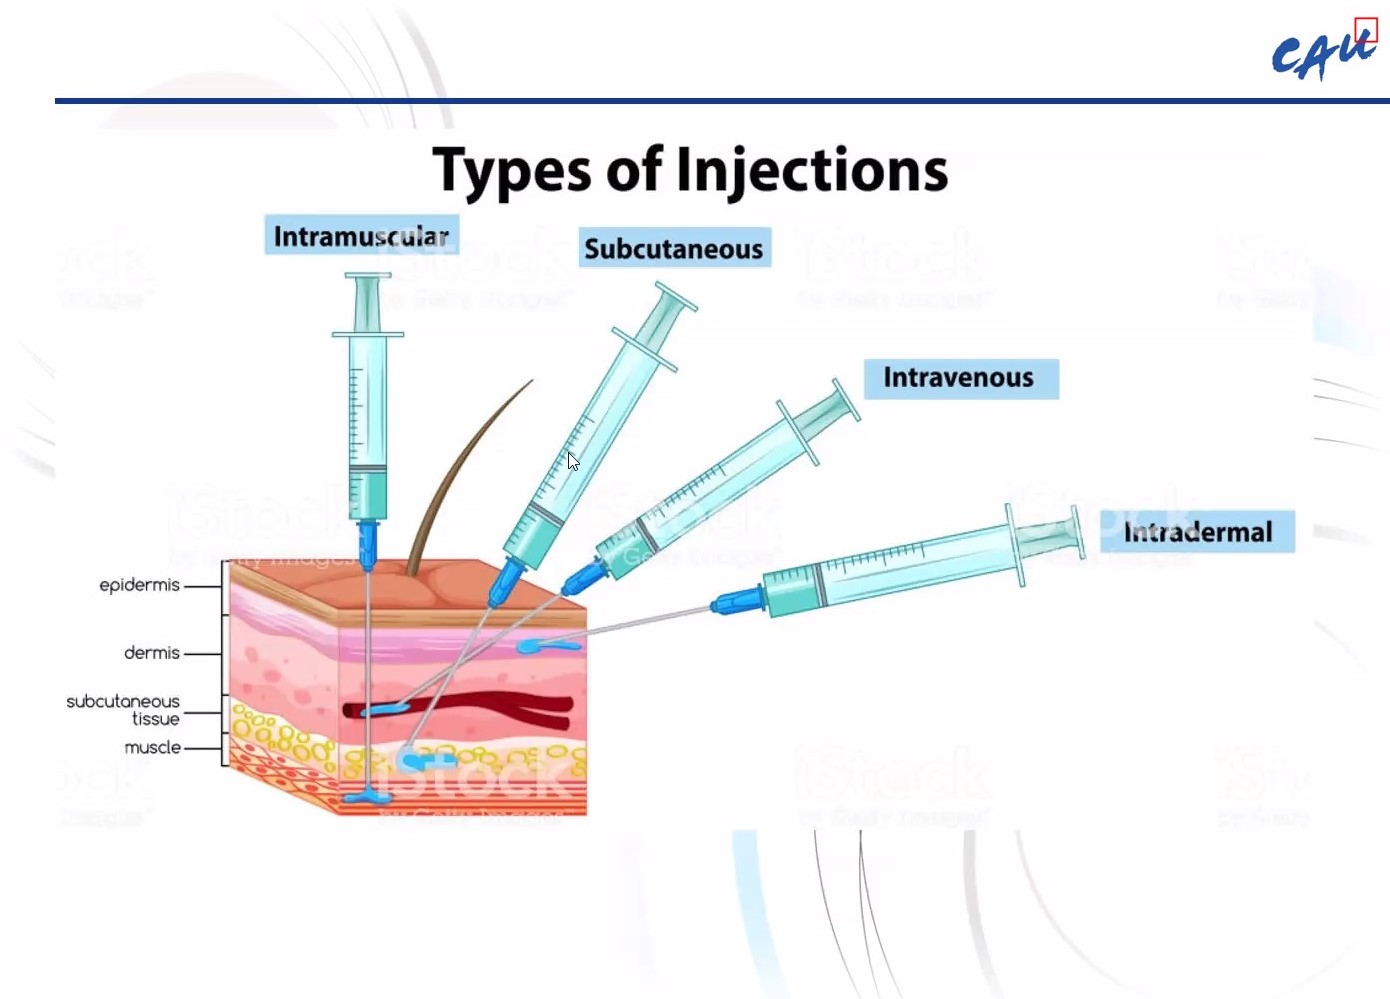 CAU
Types of Injections
Intramuscular
Subcutaneous
Intravenous
Intradermal
epidermis
dermis
subcutaneous
tissue
muscle
iStock
by Getty Images